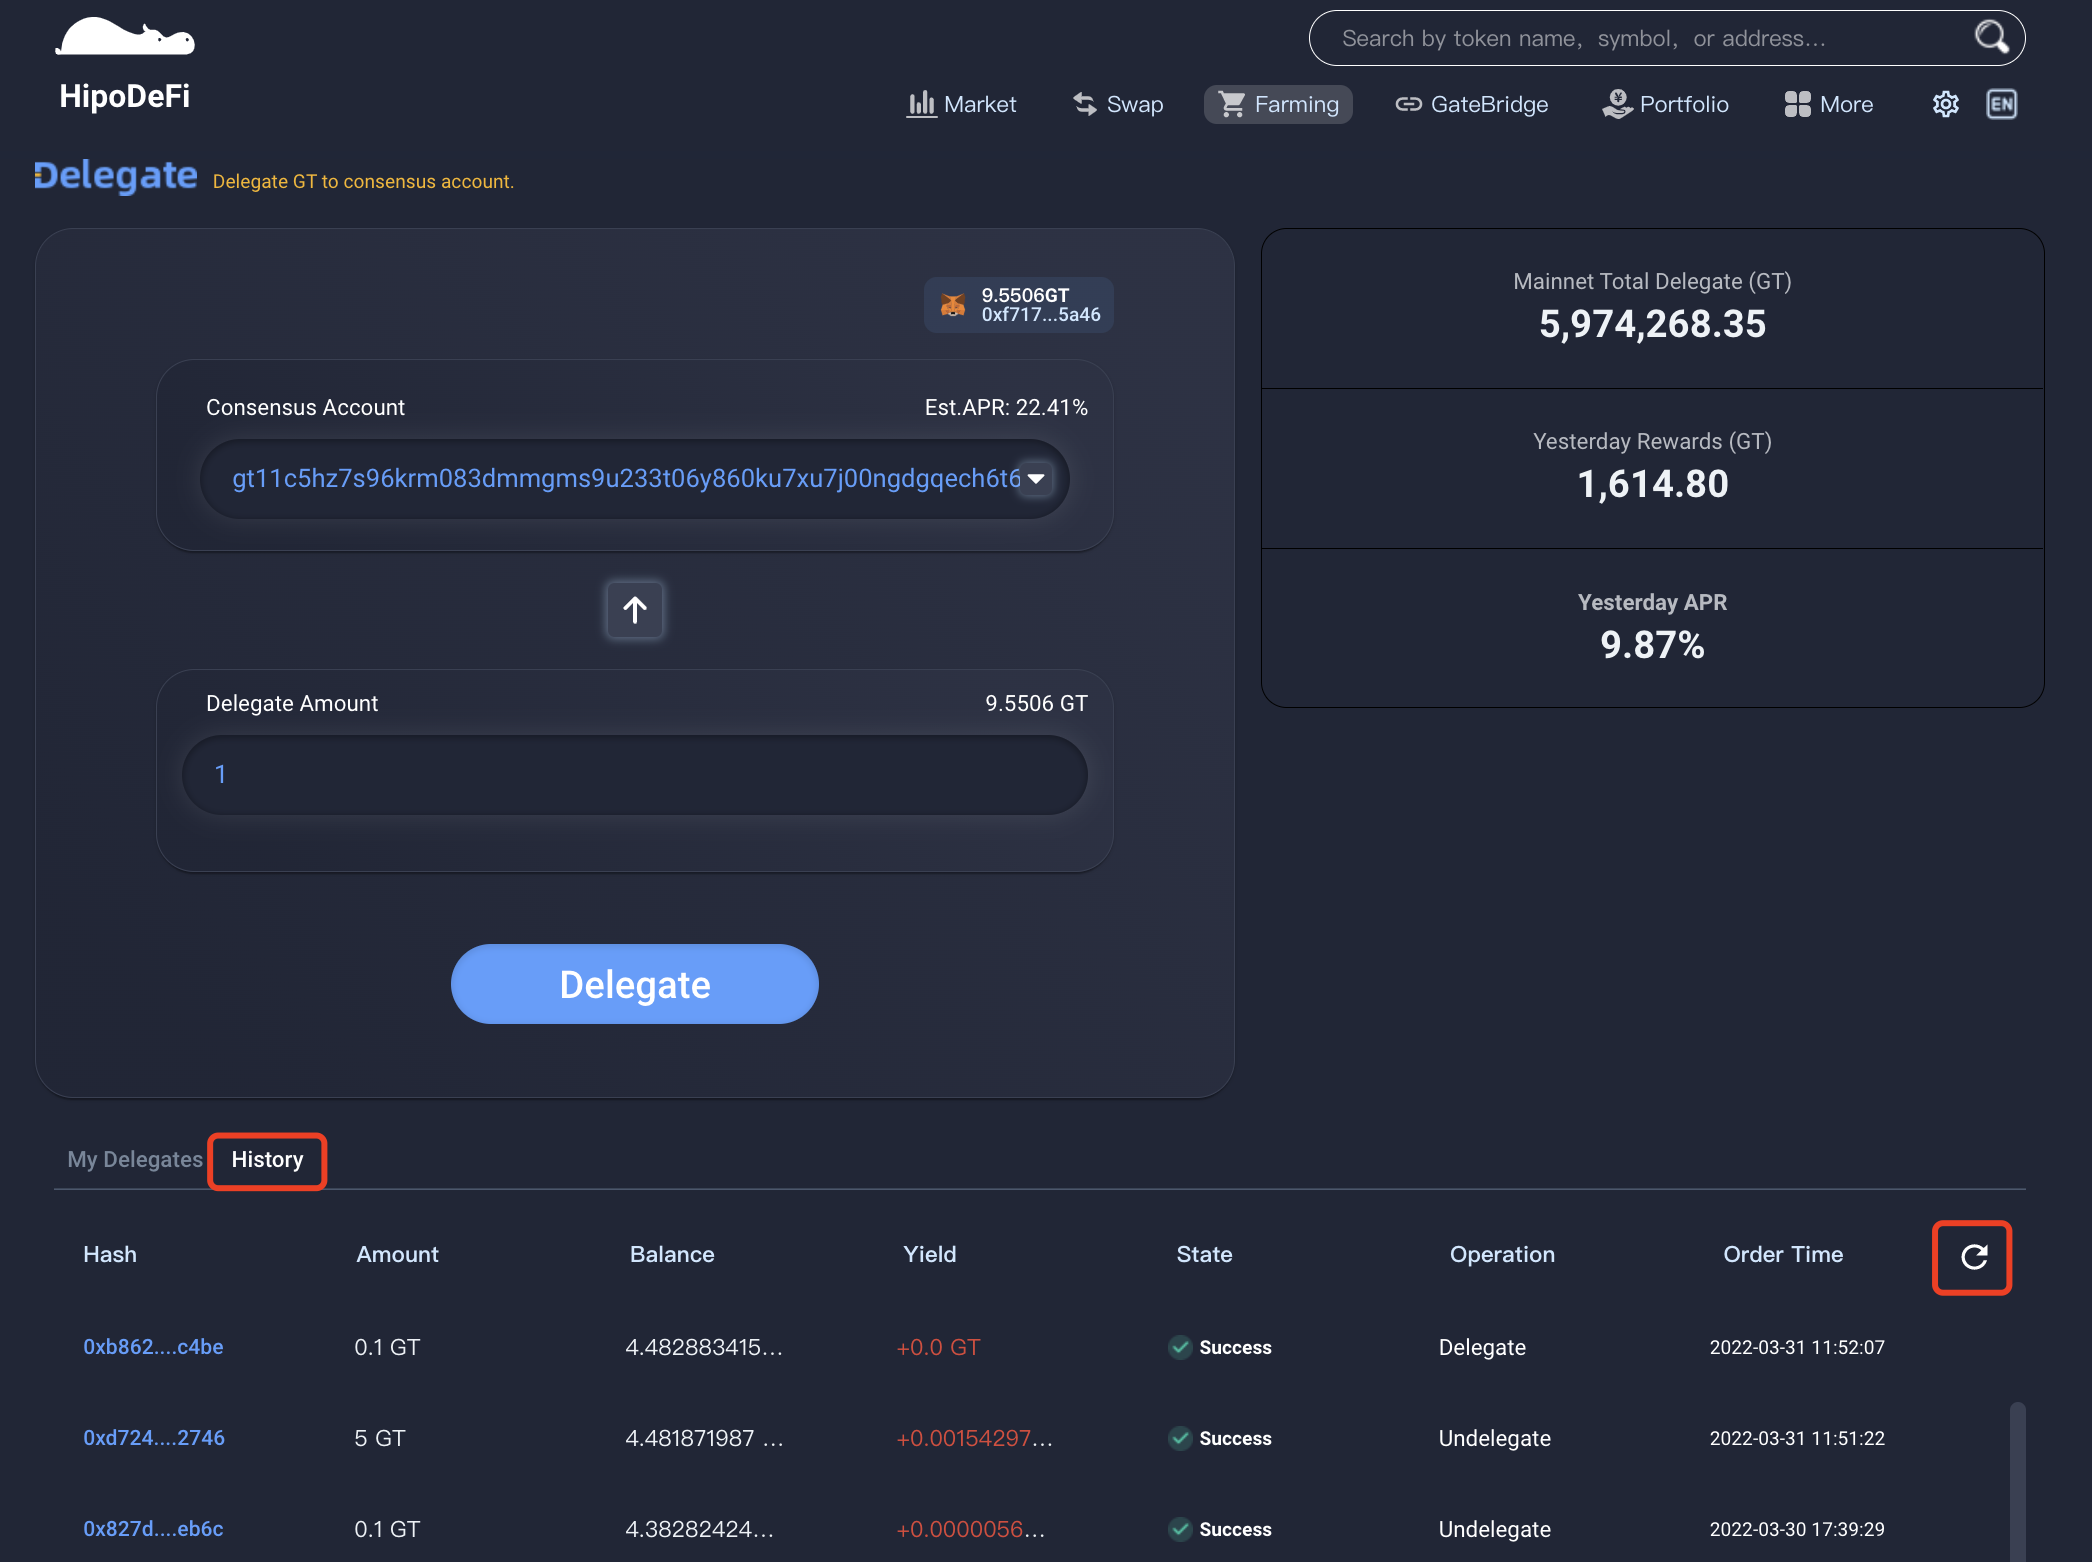 HipoDeFi
Search by token name, symbol, or address...
Market
Swap
Farming
GateBridge
Portfolio
More
EN
Delegate
Delegate GT to consensus account.
9.5506GT
0xf717...5a46
Consensus Account
Est.APR: 22.41%
gt11c5hz7s96krm083dmmgms9u233t06y860ku7xu7j00ngdgqech6t6
Delegate Amount
9.5506 GT
1
Delegate
Mainnet Total Delegate (GT)
5,974,268.35
Yesterday Rewards (GT)
1,614.80
Yesterday APR
9.87%
My Delegates
History
Hash Amount Balance Yield State Operation Order Time
0xb862....c4be 0.1 GT 4.482883415... +0.0 GT Success Delegate 2022-03-31 11:52:07
0xd724....2746 5 GT 4.481871987 ... +0.00154297... Success Undelegate 2022-03-31 11:51:22
0x827d....eb6c 0.1 GT 4.38282424... +0.0000056... Success Undelegate 2022-03-30 17:39:29